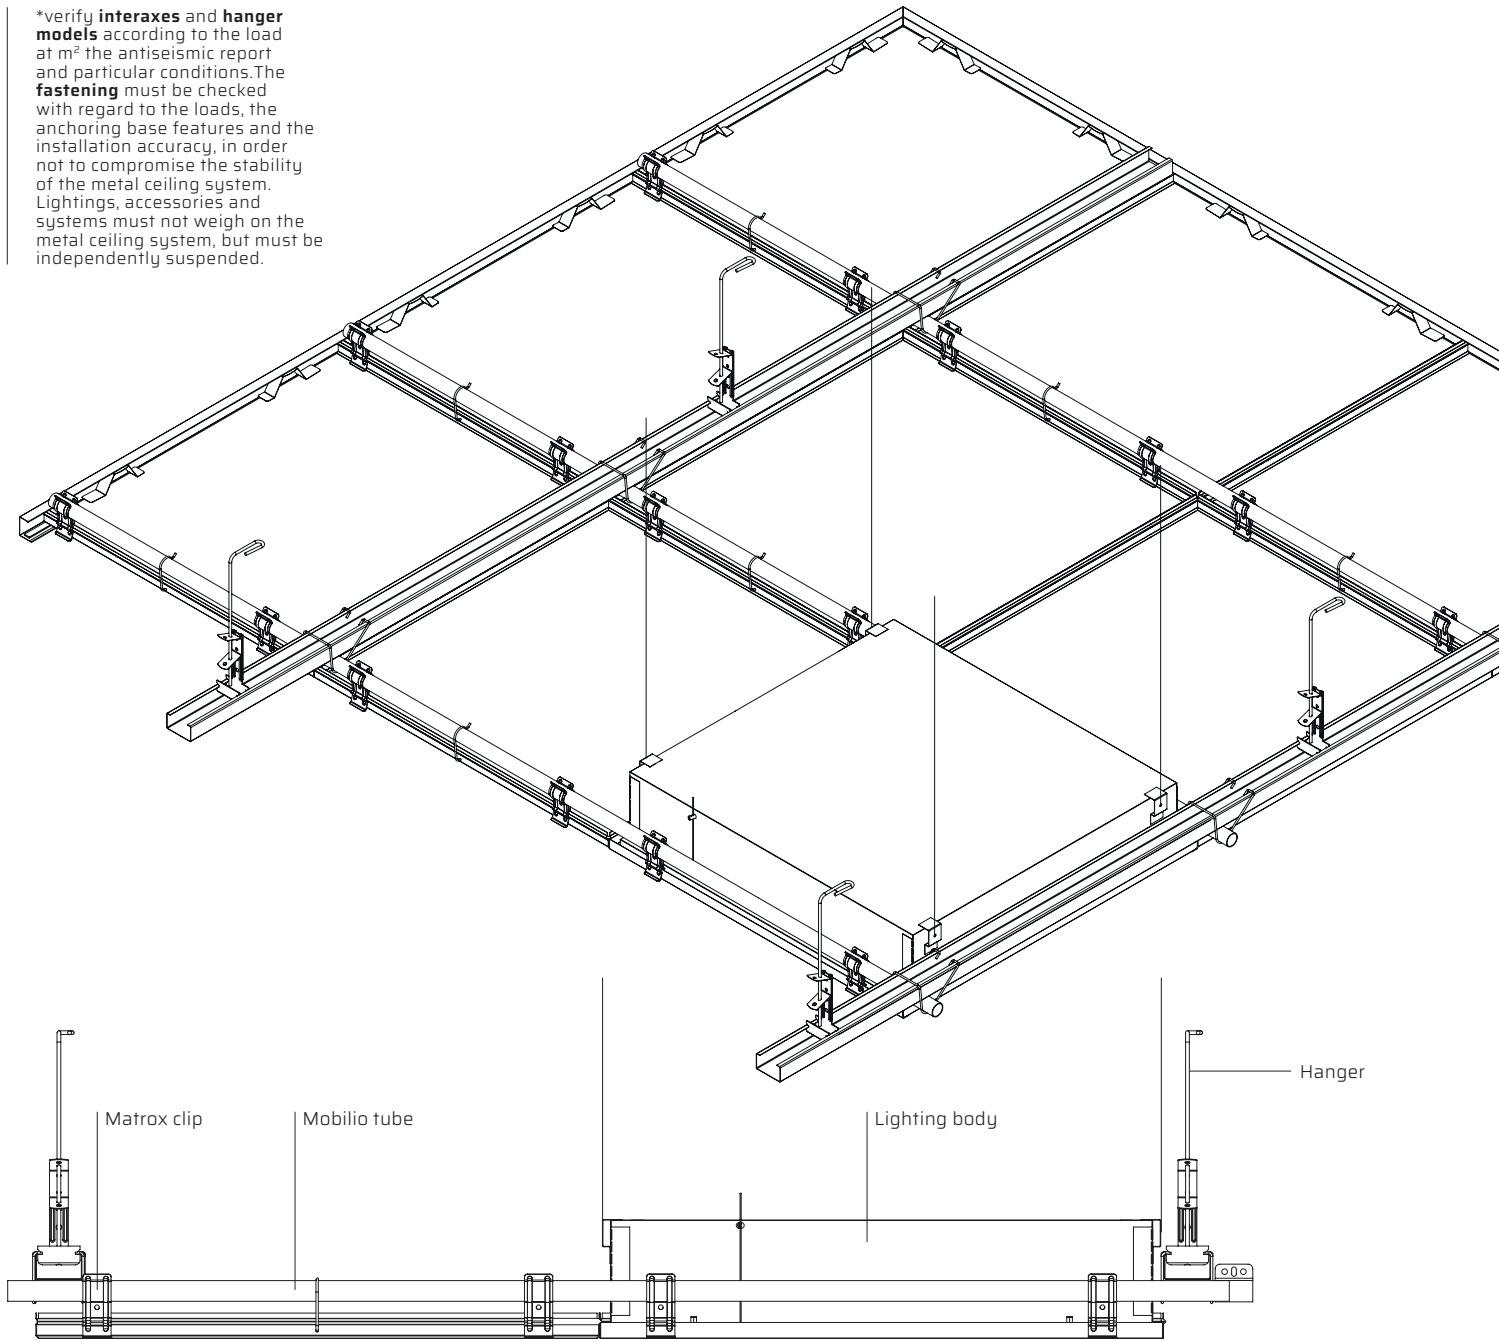 *verify interaxes and hanger
models according to the load
at m² the antiseismic report
and particular conditions.The
fastening must be checked
with regard to the loads, the
anchoring base features and the
installation accuracy, in order
not to compromise the stability
of the metal ceiling system.
Lightings, accessories and
systems must not weigh on the
metal ceiling system, but must be
independently suspended.
Hanger
Matrox clip
Mobilio tube
Lighting body